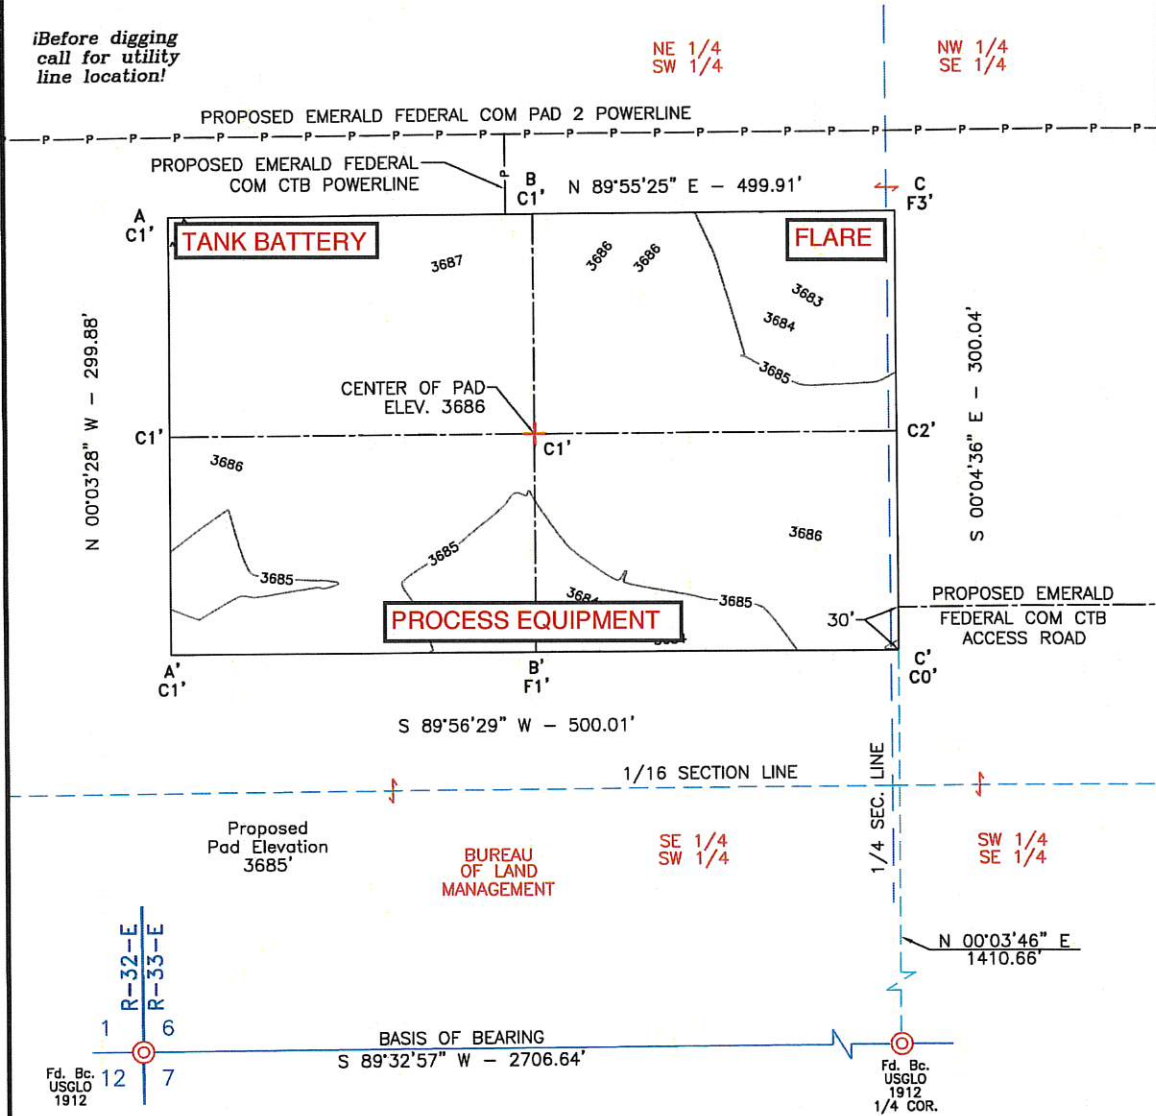 ¡Before digging
call for utility
line location!
NE 1/4
SW 1/4
NW 1/4
SE 1/4
PROPOSED EMERALD FEDERAL COM PAD 2 POWERLINE
P P P P P P P P P P P P P P P P P P P P P P P P P P
PROPOSED EMERALD FEDERAL
COM CTB POWERLINE
P
B
C1'
N 89°55'25" E – 499.91'
C
F3'
A
C1'
TANK BATTERY
FLARE
3687
3686
3686
3683
3684
3685
N 00°03'28" W – 299.88'
S 00°04'36" E – 300.04'
CENTER OF PAD
ELEV. 3686
C1'
C1'
C2'
3686
3686
3685
3685
3684
3685
PROCESS EQUIPMENT
30'
PROPOSED EMERALD
FEDERAL COM CTB
ACCESS ROAD
A'
C1'
B'
F1'
C'
C0'
S 89°56'29" W – 500.01'
1/16 SECTION LINE
1/4 SEC. LINE
Proposed
Pad Elevation
3685'
BUREAU
OF LAND
MANAGEMENT
SE 1/4
SW 1/4
SW 1/4
SE 1/4
N 00°03'46" E
1410.66'
R-32-E
R-33-E
1 6
12 7
Fd. Bc.
USGLO
1912
BASIS OF BEARING
S 89°32'57" W – 2706.64'
Fd. Bc.
USGLO
1912
1/4 COR.